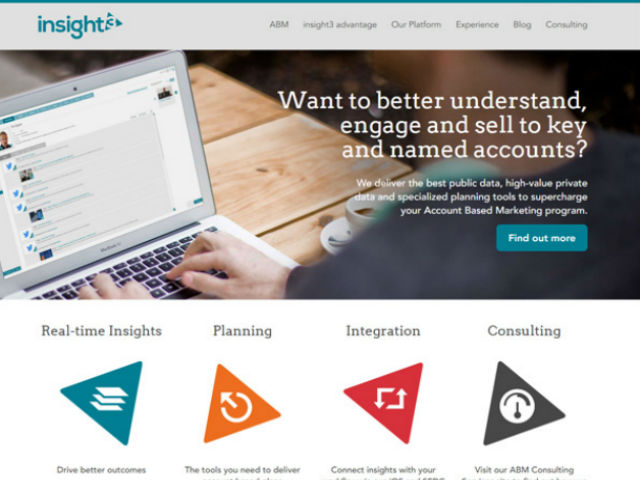 insight3
ABM insight3 advantage Our Platform Experience Blog Consulting
Want to better understand,
engage and sell to key
and named accounts?
We deliver the best public data, high-value private
data and specialized planning tools to supercharge
your Account Based Marketing program.
Find out more
MacBook Air
Real-time Insights Planning Integration Consulting
Drive better outcomes The tools you need to deliver Connect insights with your Visit our ABM Consulting